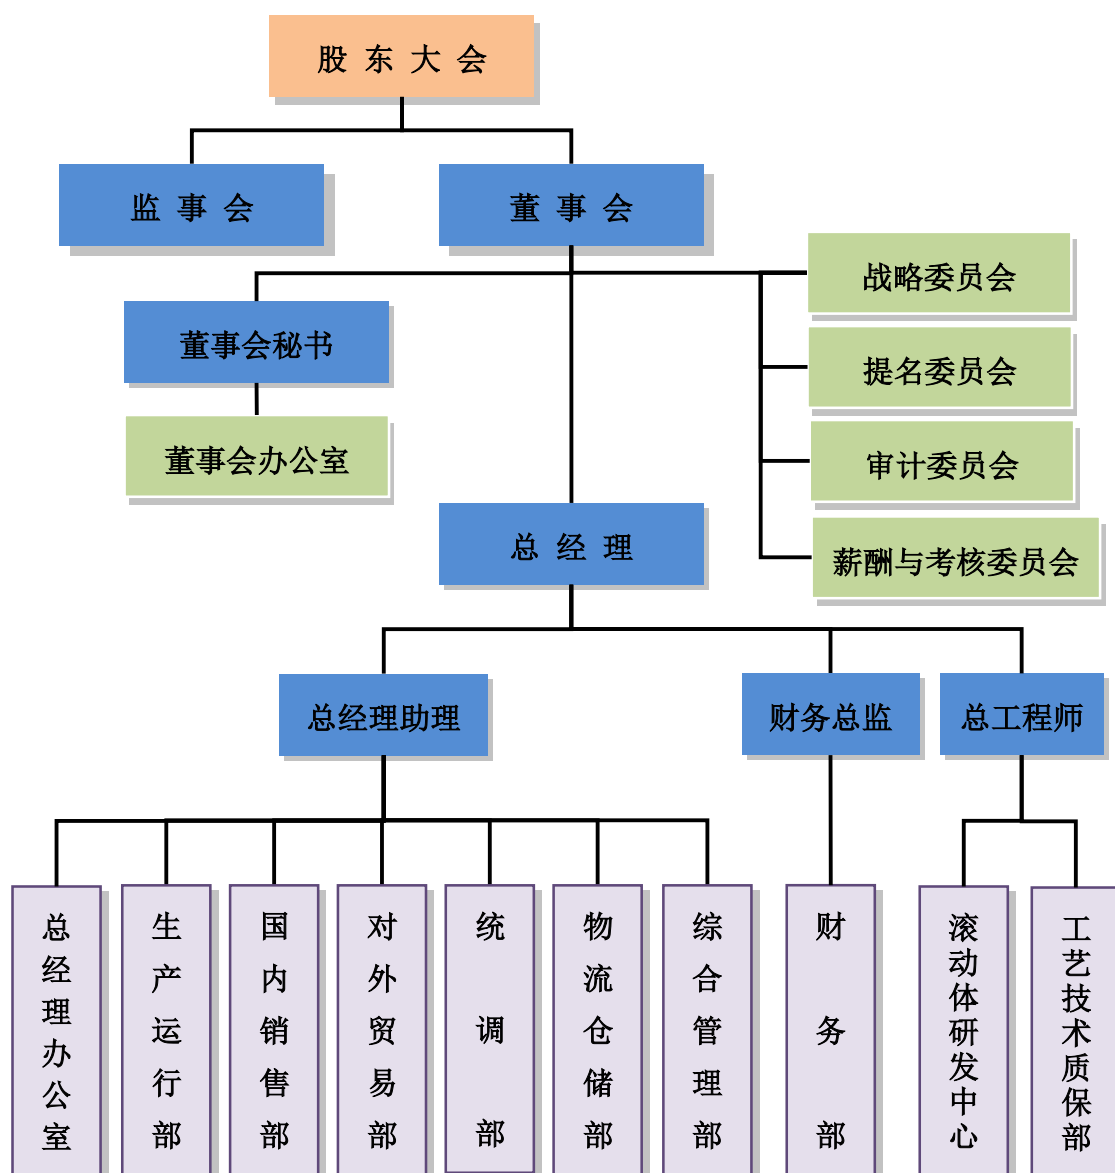 股东大会
监事会
董事会
战略委员会
董事会秘书
提名委员会
董事会办公室
审计委员会
总经理
薪酬与考核委员会
总经理助理
财务总监
总工程师
总经理办公室
生产运行部
国内销售部
对外贸易部
统调部
物流仓储部
综合管理部
财务部
滚动体研发中心
工艺技术质保部